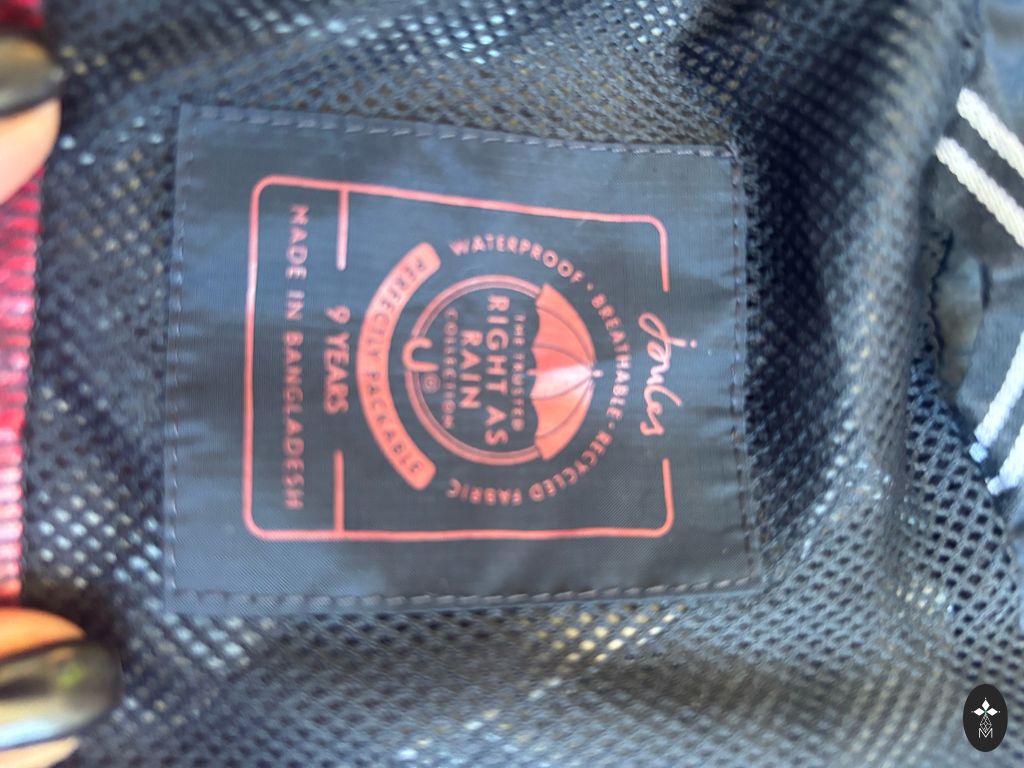 Joules
WATERPROOF • BREATHABLE • RECYCLED FABRIC
THE TRUSTED
RIGHT AS
RAIN
COLLECTION
©
PERFECTLY PACKABLE
9 YEARS
MADE IN BANGLADESH
M